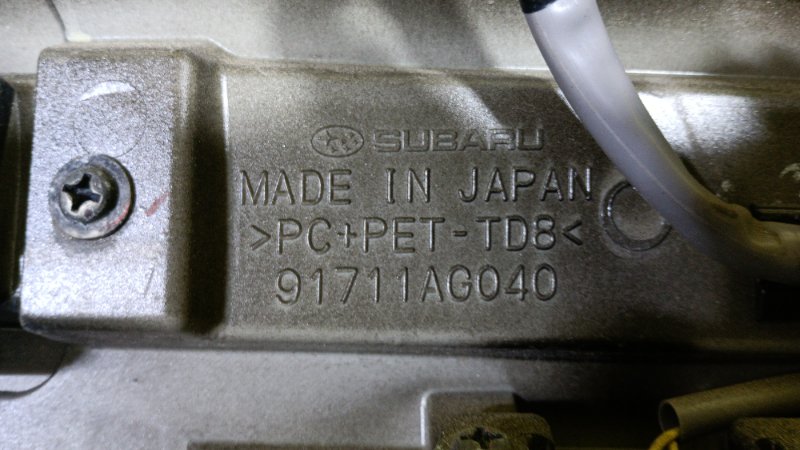 SUBARU
MADE IN JAPAN
>PC+PET-TD8<
91711AG040